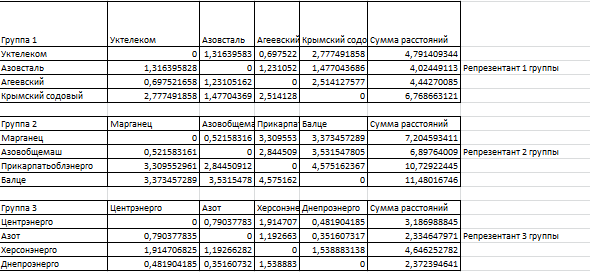 Группа 1 Уктелеком Азовсталь Агеевский Крымский содо Сумма расстояний
Уктелеком 0 1,31639583 0,697522 2,777491858 4,791409344
Азовсталь 1,316395828 0 1,231052 1,477043686 4,02449113 Репрезентант 1 группы
Агеевский 0,697521658 1,23105162 0 2,514127577 4,44270085
Крымский содовый 2,777491858 1,47704369 2,514128 0 6,768663121
Группа 2 Марганец Азовобщема Прикарпат Балце Сумма расстояний
Марганец 0 0,52158316 3,309553 3,373457289 7,204593411
Азовобщемаш 0,521583161 0 2,844509 3,531547805 6,89764009 Репрезентант 2 группы
Прикарпатьоблэнерго 3,309552961 2,84450912 0 4,575162367 10,72922445
Балце 3,373457289 3,5315478 4,575162 0 11,48016746
Группа 3 Центрэнерго Азот Херсонэне Днепроэнерго Сумма расстояний
Центрэнерго 0 0,79037783 1,914707 0,481904185 3,186988845
Азот 0,790377835 0 1,192663 0,351607317 2,334647971 Репрезентант 3 группы
Херсонэнерго 1,914706825 1,19266282 0 1,538883138 4,646252782
Днепроэнерго 0,481904185 0,35160732 1,538883 0 2,372394641